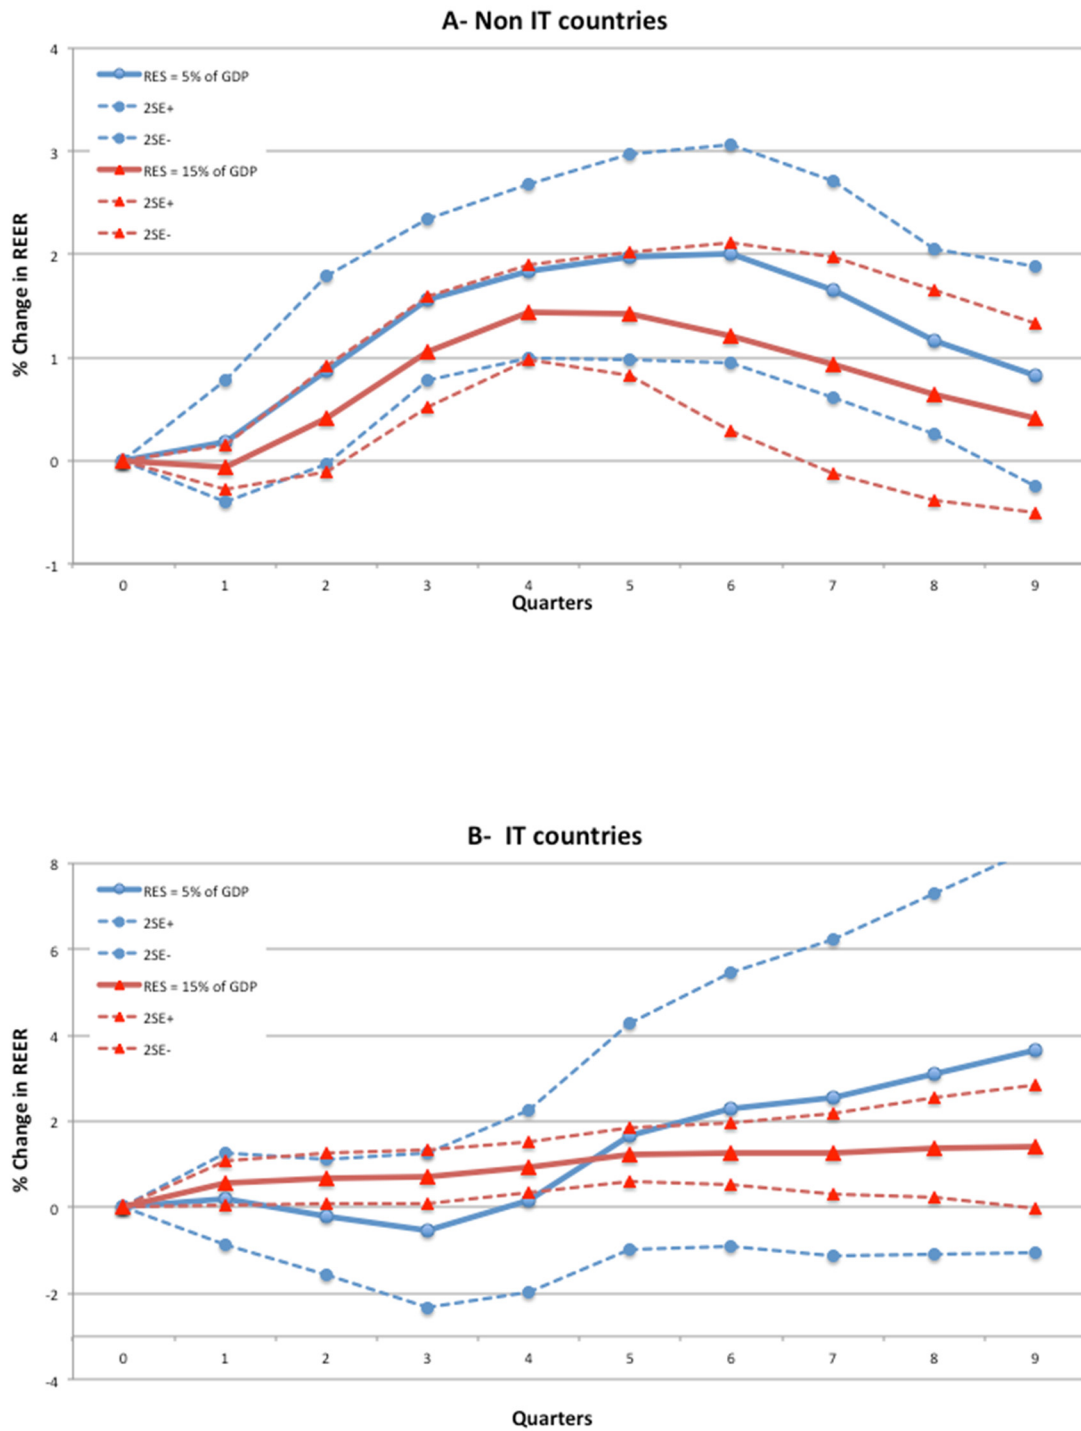 A- Non IT countries
4
RES = 5% of GDP
2SE+
2SE-
3
RES = 15% of GDP
2SE+
2SE-
2
1
0
-1
% Change in REER
0 1 2 3 4 5 6 7 8 9
Quarters
B- IT countries
8
RES = 5% of GDP
2SE+
2SE-
6
RES = 15% of GDP
2SE+
2SE-
4
2
0
-2
% Change in REER
0 1 2 3 4 5 6 7 8 9
-4
Quarters